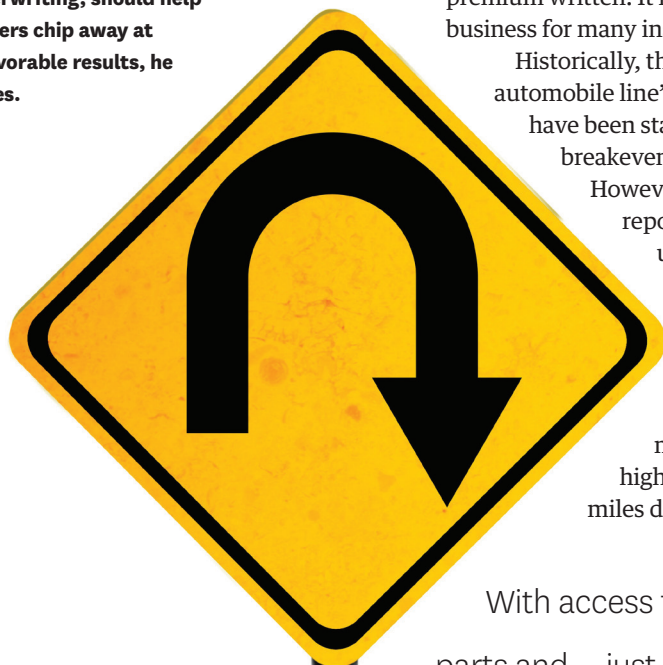 writing, should help
ers chip away at
vorable results, he
es.
premium written. It
business for many in
Historically, th
automobile line’
have been sta
breakeven
Howev
repo
u
n
high
miles d
With access
parts and
just